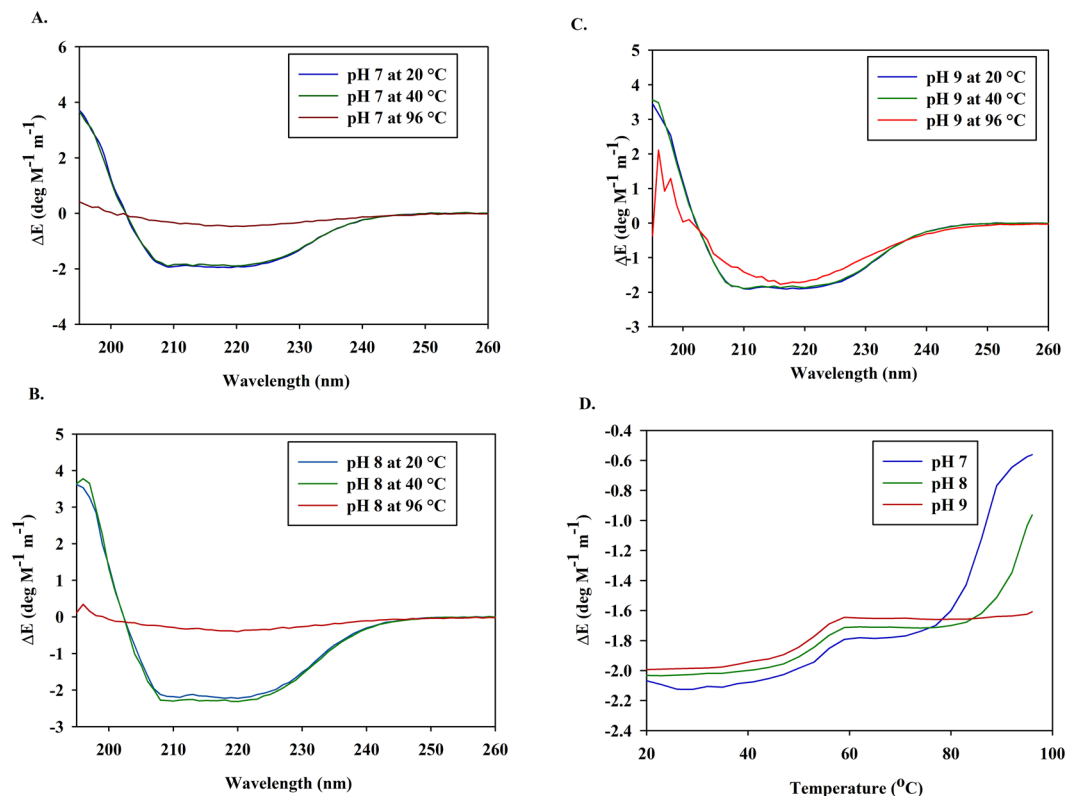 A.
6
4
2
0
-2
-4
ΔE (deg M⁻¹ m⁻¹)
pH 7 at 20 °C
pH 7 at 40 °C
pH 7 at 96 °C
200 210 220 230 240 250 260
Wavelength (nm)
B.
5
4
3
2
1
0
-1
-2
-3
ΔE (deg M⁻¹ m⁻¹)
pH 8 at 20 °C
pH 8 at 40 °C
pH 8 at 96 °C
200 210 220 230 240 250 260
Wavelength (nm)
C.
5
4
3
2
1
0
-1
-2
-3
ΔE (deg M⁻¹ m⁻¹)
pH 9 at 20 °C
pH 9 at 40 °C
pH 9 at 96 °C
200 210 220 230 240 250 260
Wavelength (nm)
D.
-0.4
-0.6
-0.8
-1.0
-1.2
-1.4
-1.6
-1.8
-2.0
-2.2
-2.4
ΔE (deg M⁻¹ m⁻¹)
pH 7
pH 8
pH 9
20 40 60 80 100
Temperature (⁰C)